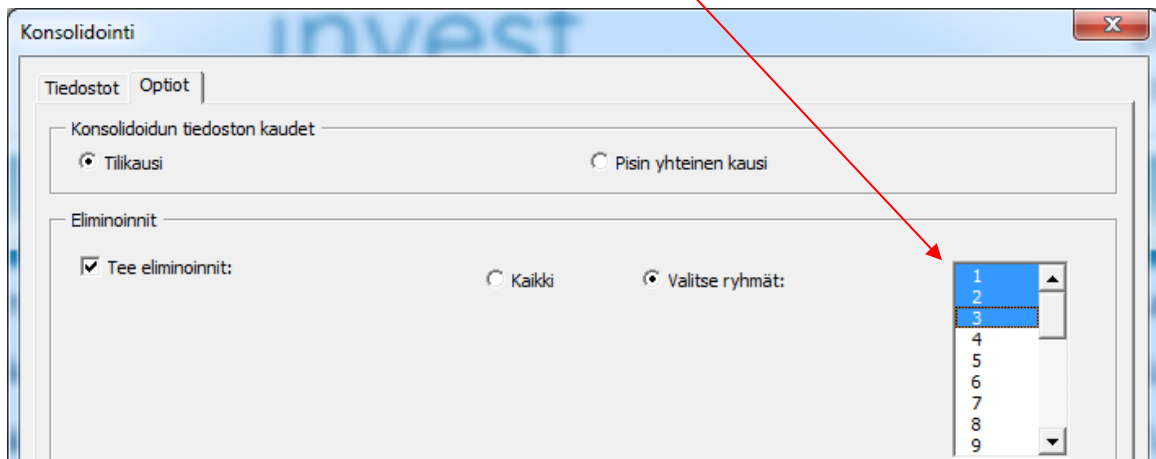 invest
Konsolidointi
Tiedostot Optiot
Konsolidoidun tiedoston kaudet
Tilikausi Pisin yhteinen kausi
Eliminoinnit
Tee eliminoinnit: Kaikki Valitse ryhmät:
1
2
3
4
5
6
7
8
9